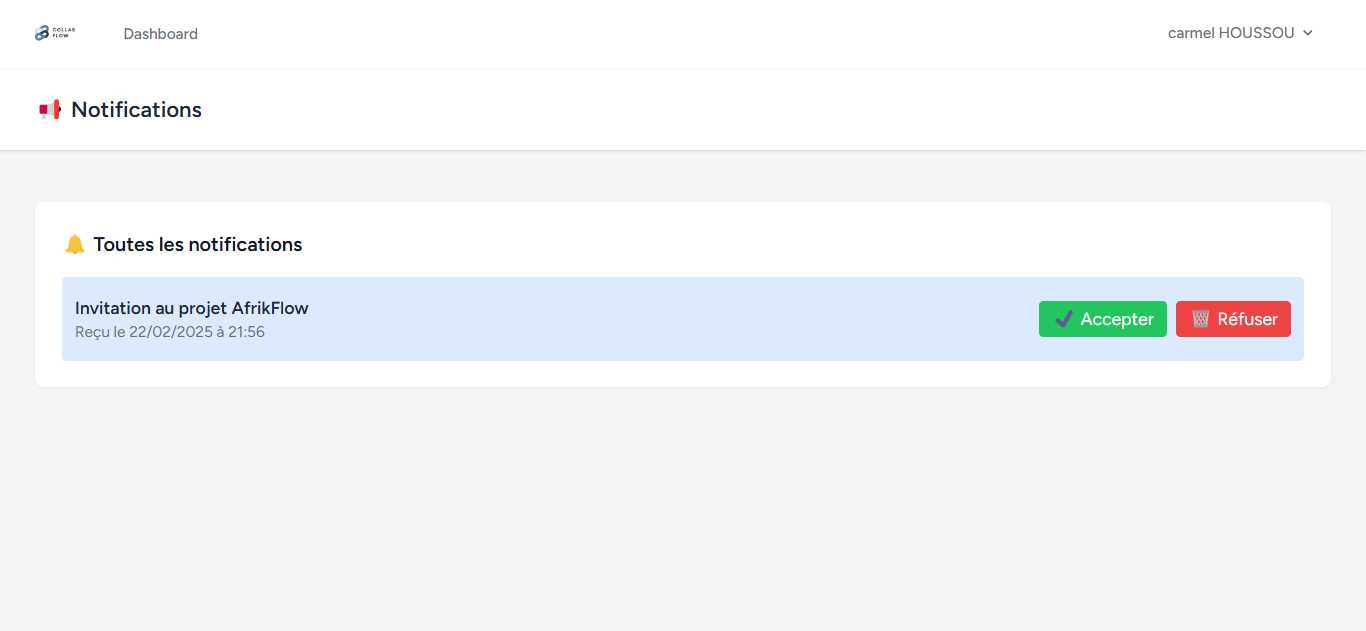 COLLAB
FLOW
Dashboard
carmel HOUSSOU
Notifications
Toutes les notifications
Invitation au projet AfrikFlow
Reçu le 22/02/2025 à 21:56
Accepter
Réfuser